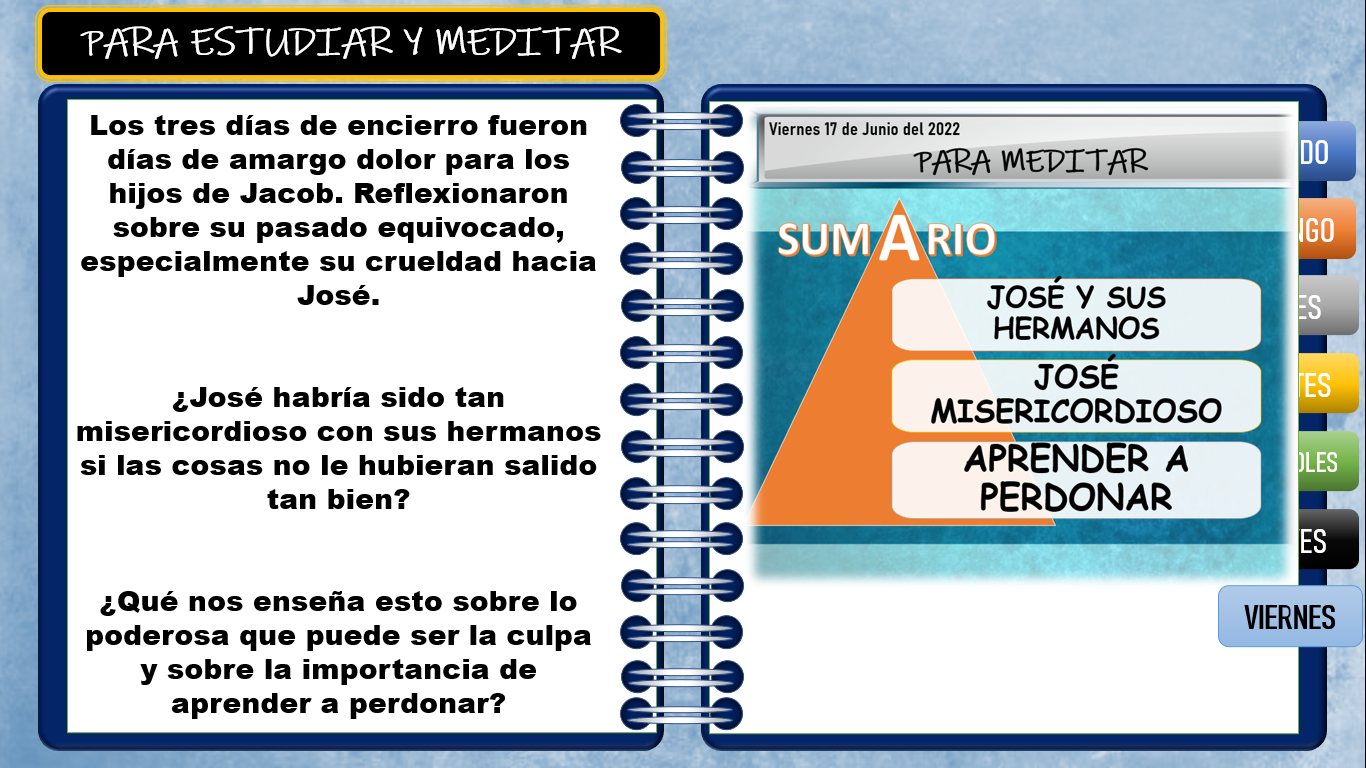 PARA ESTUDIAR Y MEDITAR
Los tres días de encierro fueron
días de amargo dolor para los
hijos de Jacob. Reflexionaron
sobre su pasado equivocado,
especialmente su crueldad hacia
José.
¿José habría sido tan
misericordioso con sus hermanos
si las cosas no le hubieran salido
tan bien?
¿Qué nos enseña esto sobre lo
poderosa que puede ser la culpa
y sobre la importancia de
aprender a perdonar?
Viernes 17 de Junio del 2022
PARA MEDITAR
SUMARIO
JOSÉ Y SUS
HERMANOS
JOSÉ
MISERICORDIOSO
APRENDER A
PERDONAR
DO
NGO
ES
TES
OLES
ES
VIERNES